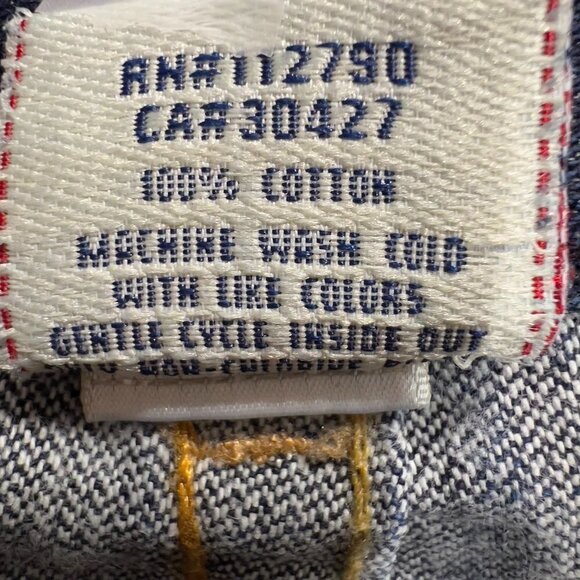 RN#112790
CA#30427
100% COTTON
MACHINE WASH COLD
WITH LIKE COLORS
GENTLE CYCLE INSIDE OUT